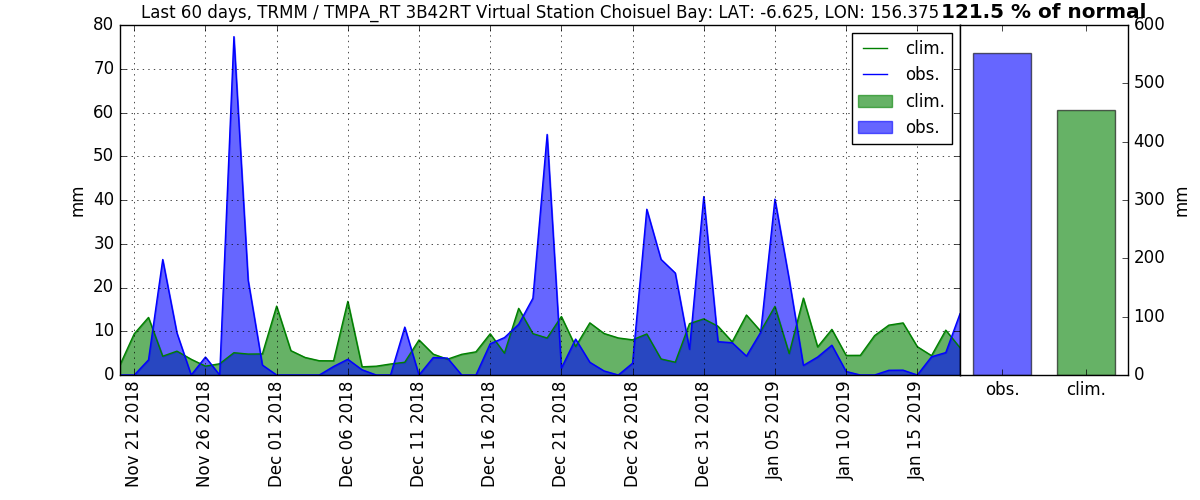 Last 60 days, TRMM / TMPA_RT 3B42RT Virtual Station Choisuel Bay: LAT: -6.625, LON: 156.375
121.5 % of normal
80
70
60
50
40
30
20
10
0
mm
clim.
obs.
clim.
obs.
Nov 21 2018
Nov 26 2018
Dec 01 2018
Dec 06 2018
Dec 11 2018
Dec 16 2018
Dec 21 2018
Dec 26 2018
Dec 31 2018
Jan 05 2019
Jan 10 2019
Jan 15 2019
600
500
400
300
200
100
0
mm
obs.
clim.